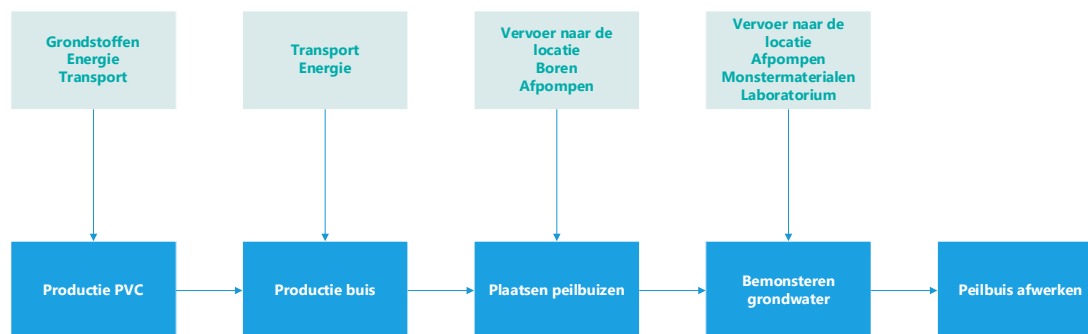 Grondstoffen
Energie
Transport
Transport
Energie
Vervoer naar de
locatie
Boren
Afpompen
Vervoer naar de
locatie
Afpompen
Monstermaterialen
Laboratorium
Productie PVC
Productie buis
Plaatsen peilbuizen
Bemonsteren
grondwater
Peilbuis afwerken